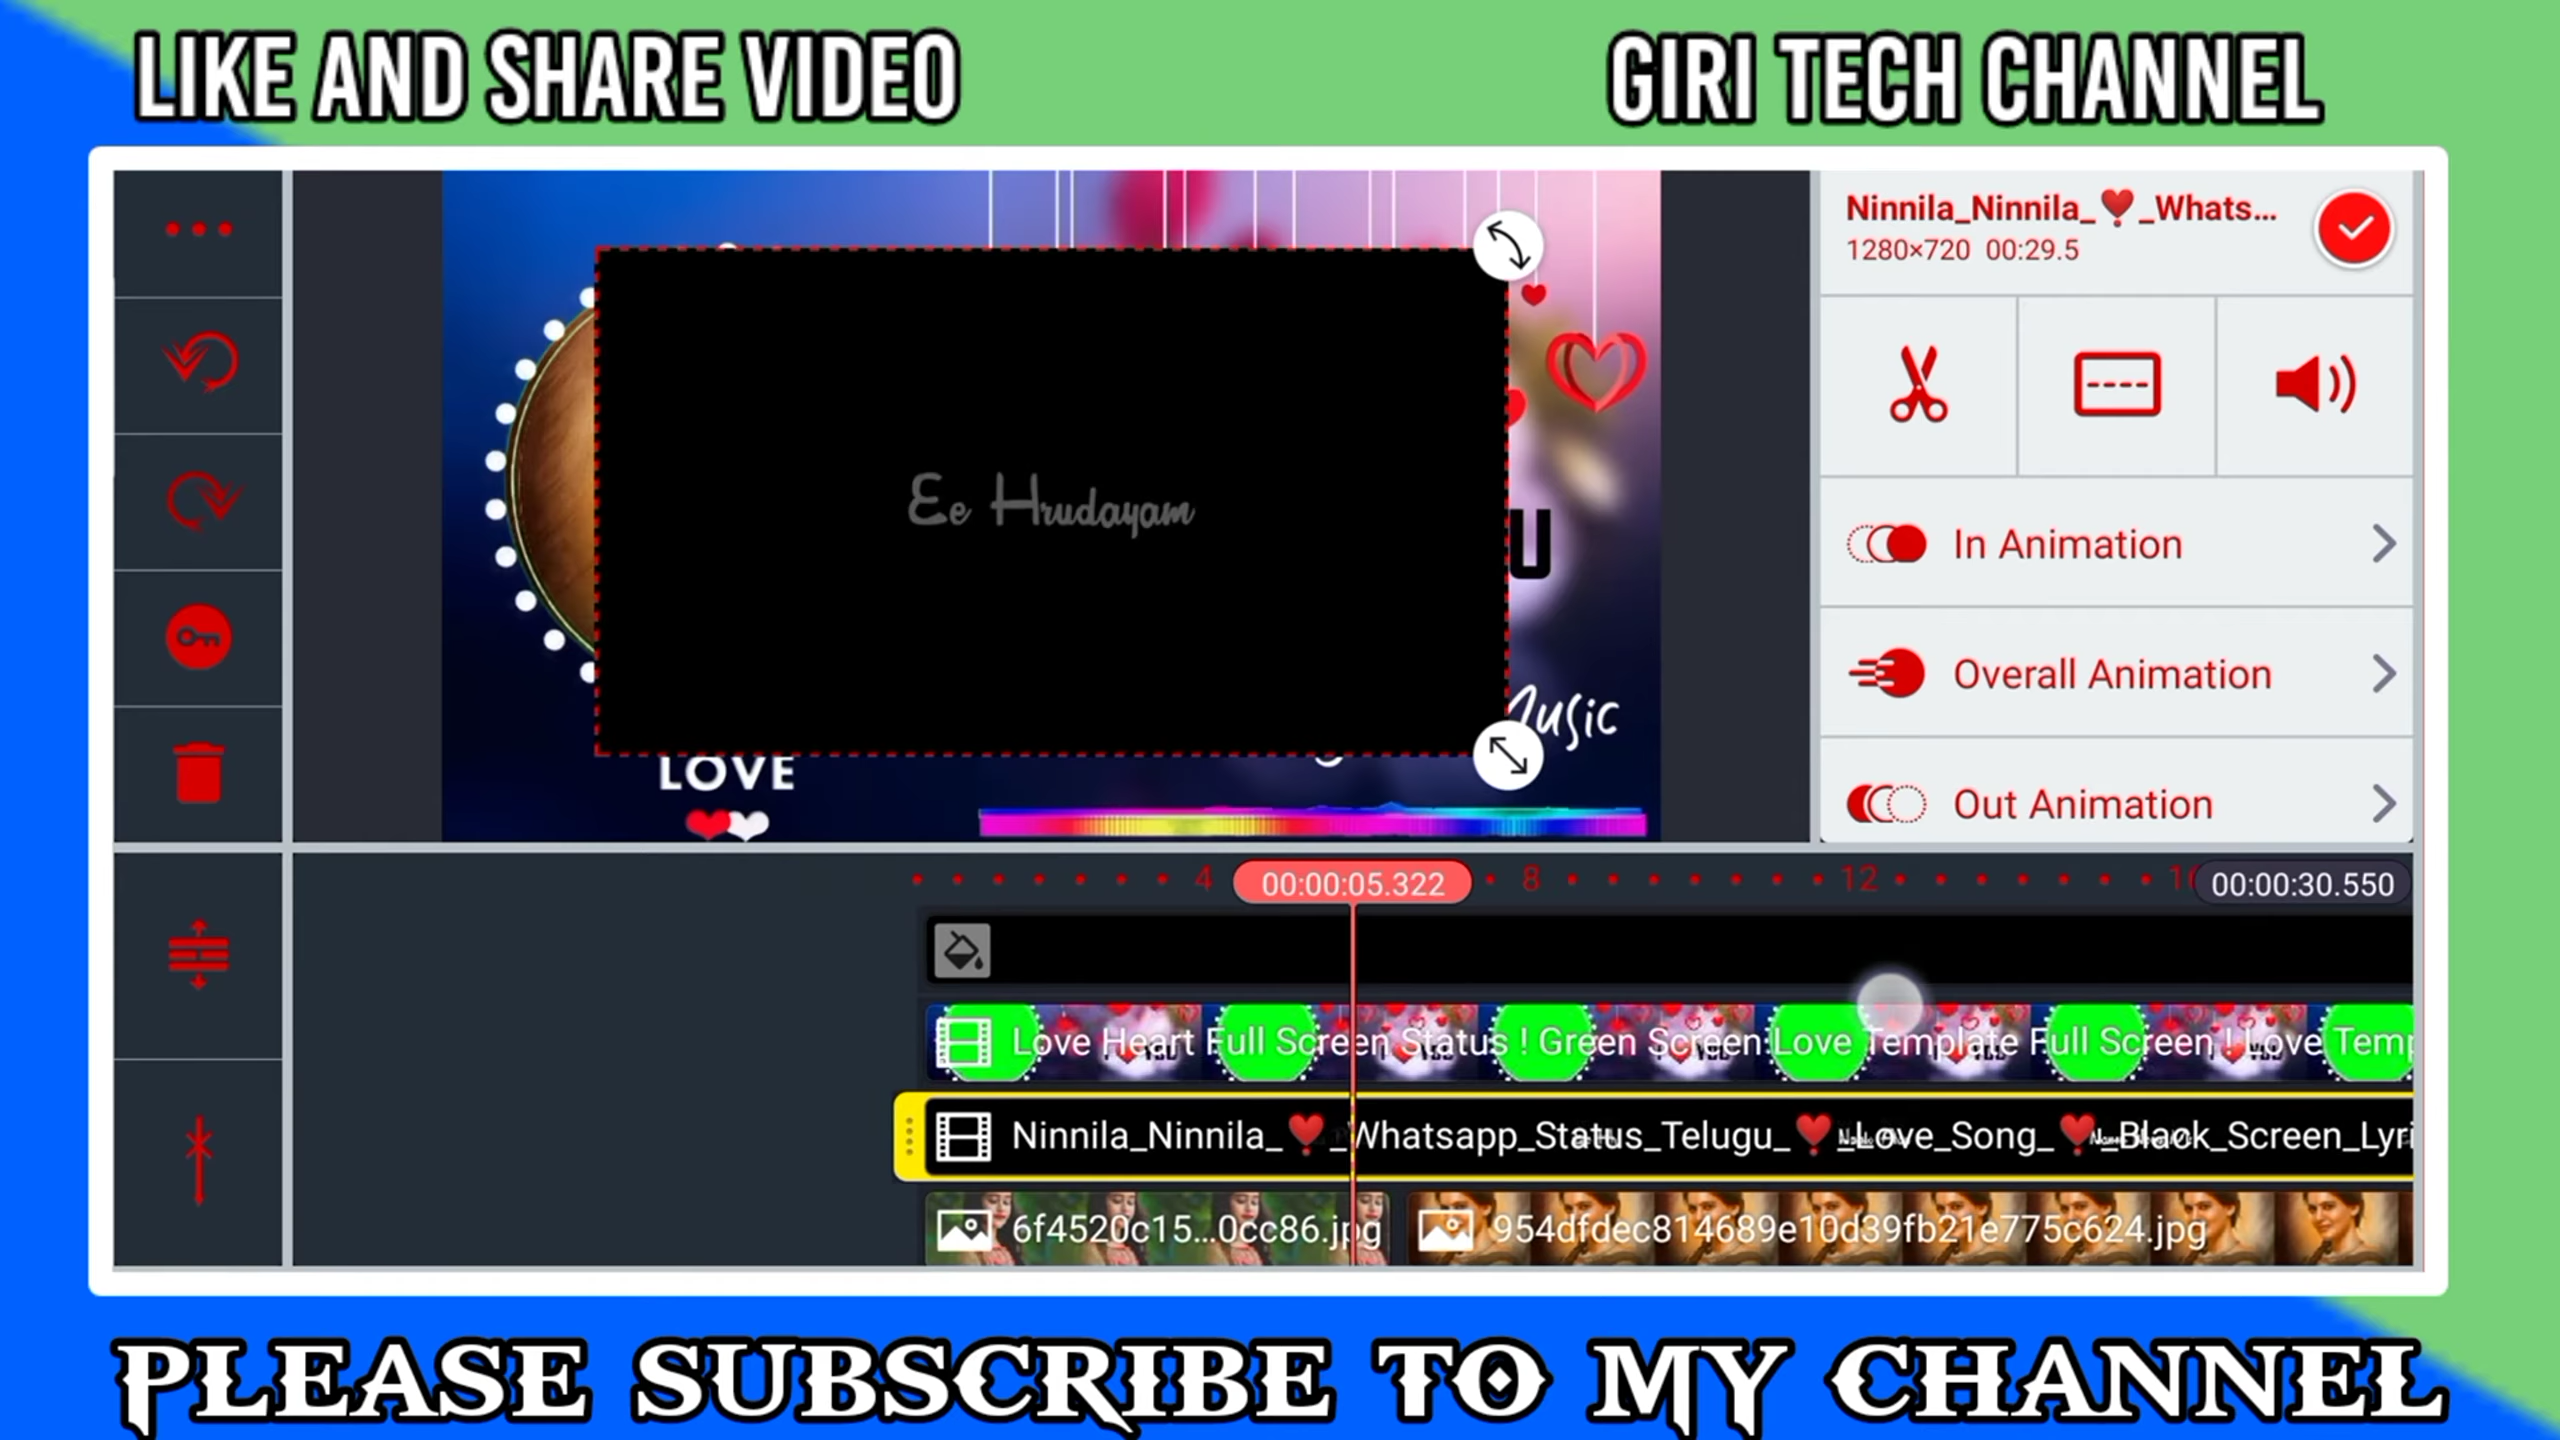 LIKE AND SHARE VIDEO
GIRI TECH CHANNEL
Ninnila_Ninnila_❣️_Whats...
1280×720 00:29.5
Ee Hrudayam
U
Music
LOVE
In Animation
Overall Animation
Out Animation
4
00:00:05.322
8
12
00:00:30.550
Love Heart Full Screen Status ! Green Screen Love Template Full Screen ! Love Temp
Ninnila_Ninnila_❣️_Whatsapp_Status_Telugu_❣️_Love_Song_❣️_Black_Screen_Lyri
6f4520c15...0cc86.jpg
954dfdec814689e10d39fb21e775c624.jpg
PLEASE SUBSCRIBE TO MY CHANNEL